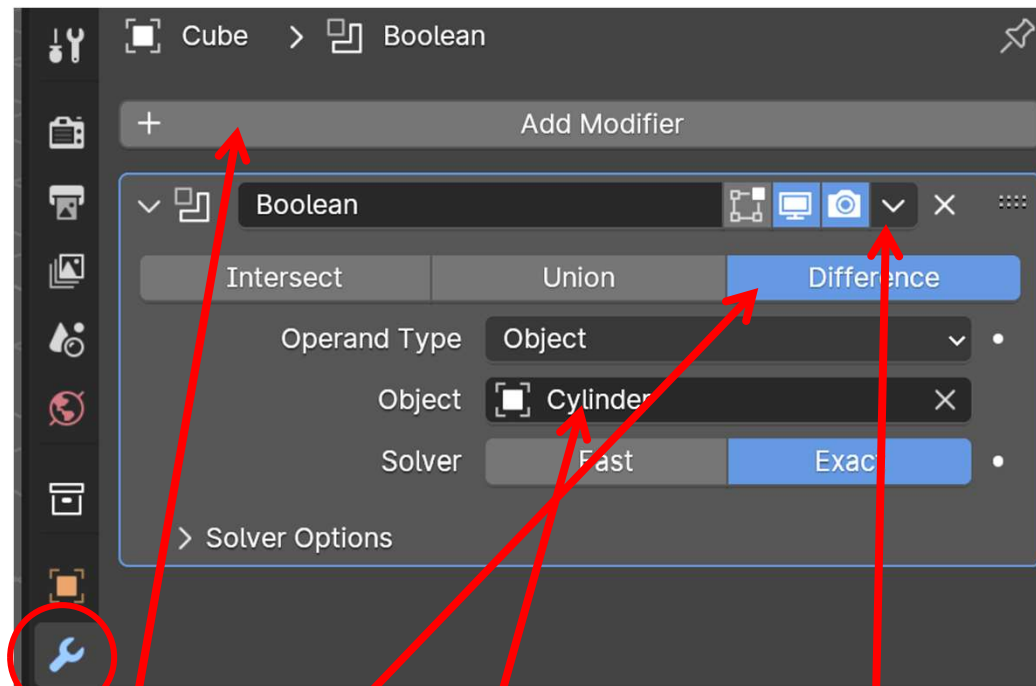 Cube > Boolean
+ Add Modifier
Boolean
Intersect Union Difference
Operand Type Object
Object Cylinder
Solver Fast Exact
> Solver Options